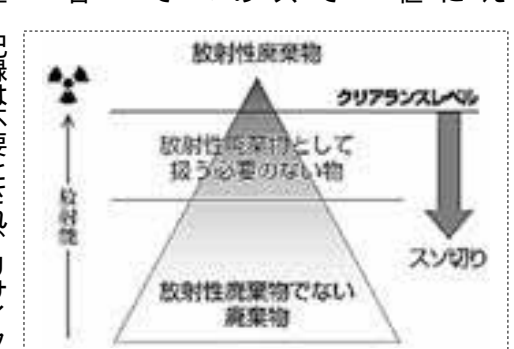 放射性廃棄物
クリアランスレベル
放射性廃棄物として
扱う必要のない物
放射能
スソ切り
放射性廃棄物でない
廃棄物